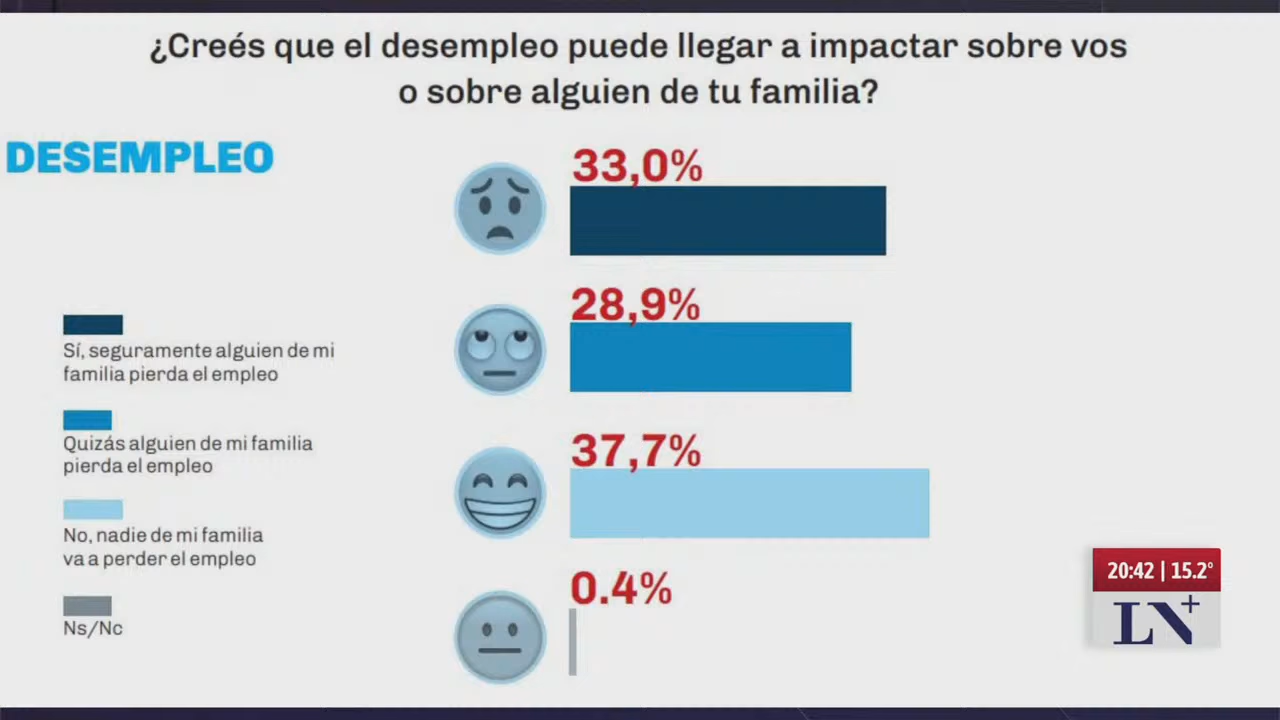 ¿Creés que el desempleo puede llegar a impactar sobre vos
o sobre alguien de tu familia?
DESEMPLEO
33,0%
28,9%
37,7%
0.4%
Sí, seguramente alguien de mi
familia pierda el empleo
Quizás alguien de mi familia
pierda el empleo
No, nadie de mi familia
va a perder el empleo
Ns/Nc
20:42 | 15.2°
LN+